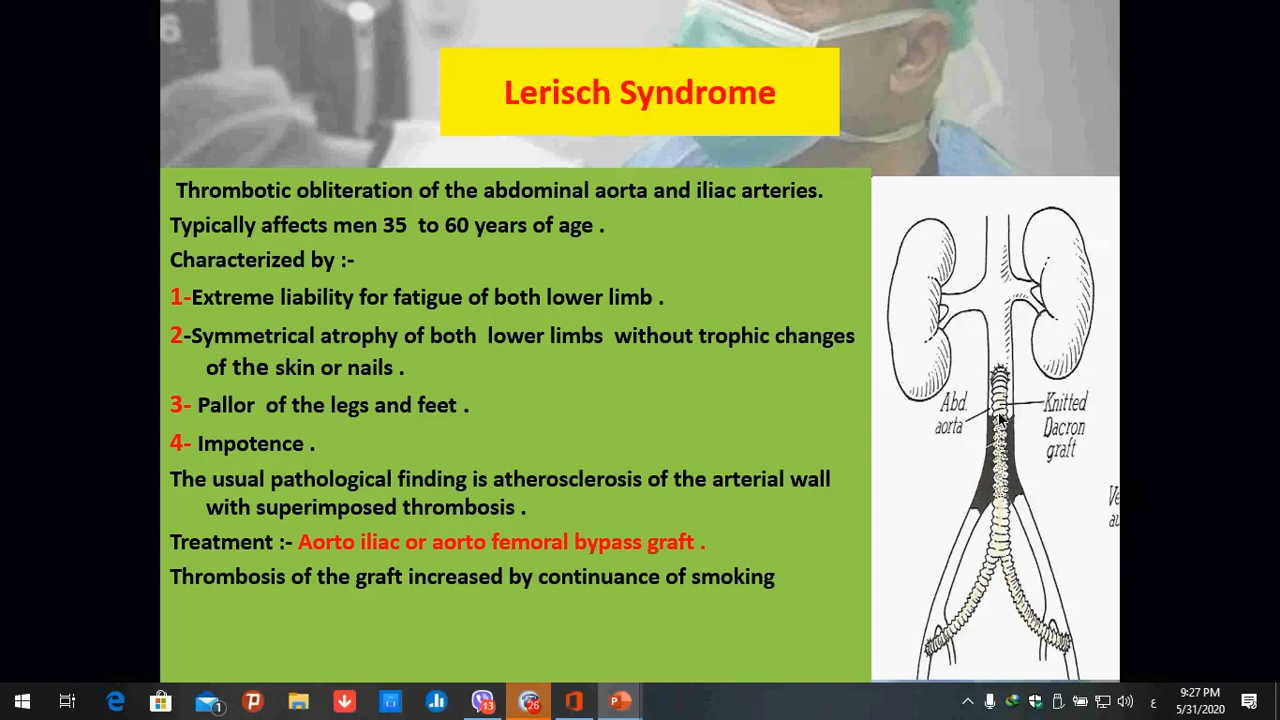 Lerisch Syndrome
Thrombotic obliteration of the abdominal aorta and iliac arteries.
Typically affects men 35 to 60 years of age .
Characterized by :-
1-Extreme liability for fatigue of both lower limb .
2-Symmetrical atrophy of both lower limbs without trophic changes
of the skin or nails .
3- Pallor of the legs and feet .
4- Impotence .
The usual pathological finding is atherosclerosis of the arterial wall
with superimposed thrombosis .
Treatment :- Aorto iliac or aorto femoral bypass graft .
Thrombosis of the graft increased by continuance of smoking
Abd.
aorta
Knitted
Dacron
graft
1
13
26
ع
9:27 PM
5/31/2020